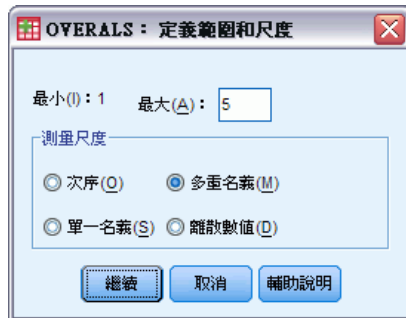 OVERALS： 定義範圍和尺度
最小(I)：1 最大(A)： 5
測量尺度
次序(O) 多重名義(M)
單一名義(S) 離散數值(D)
繼續 取消 輔助說明